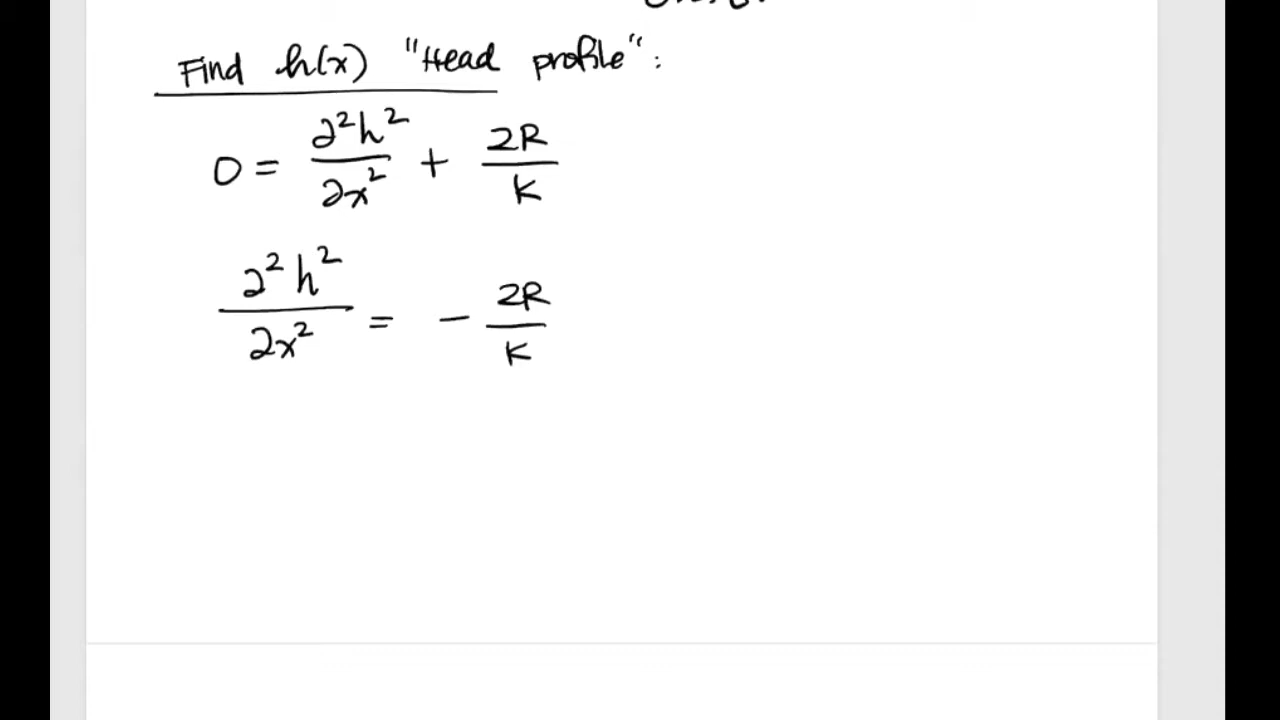 Find h(x) "Head profile":
0 = ∂²h²/∂x² + 2R/K
∂²h²/∂x² = - 2R/K